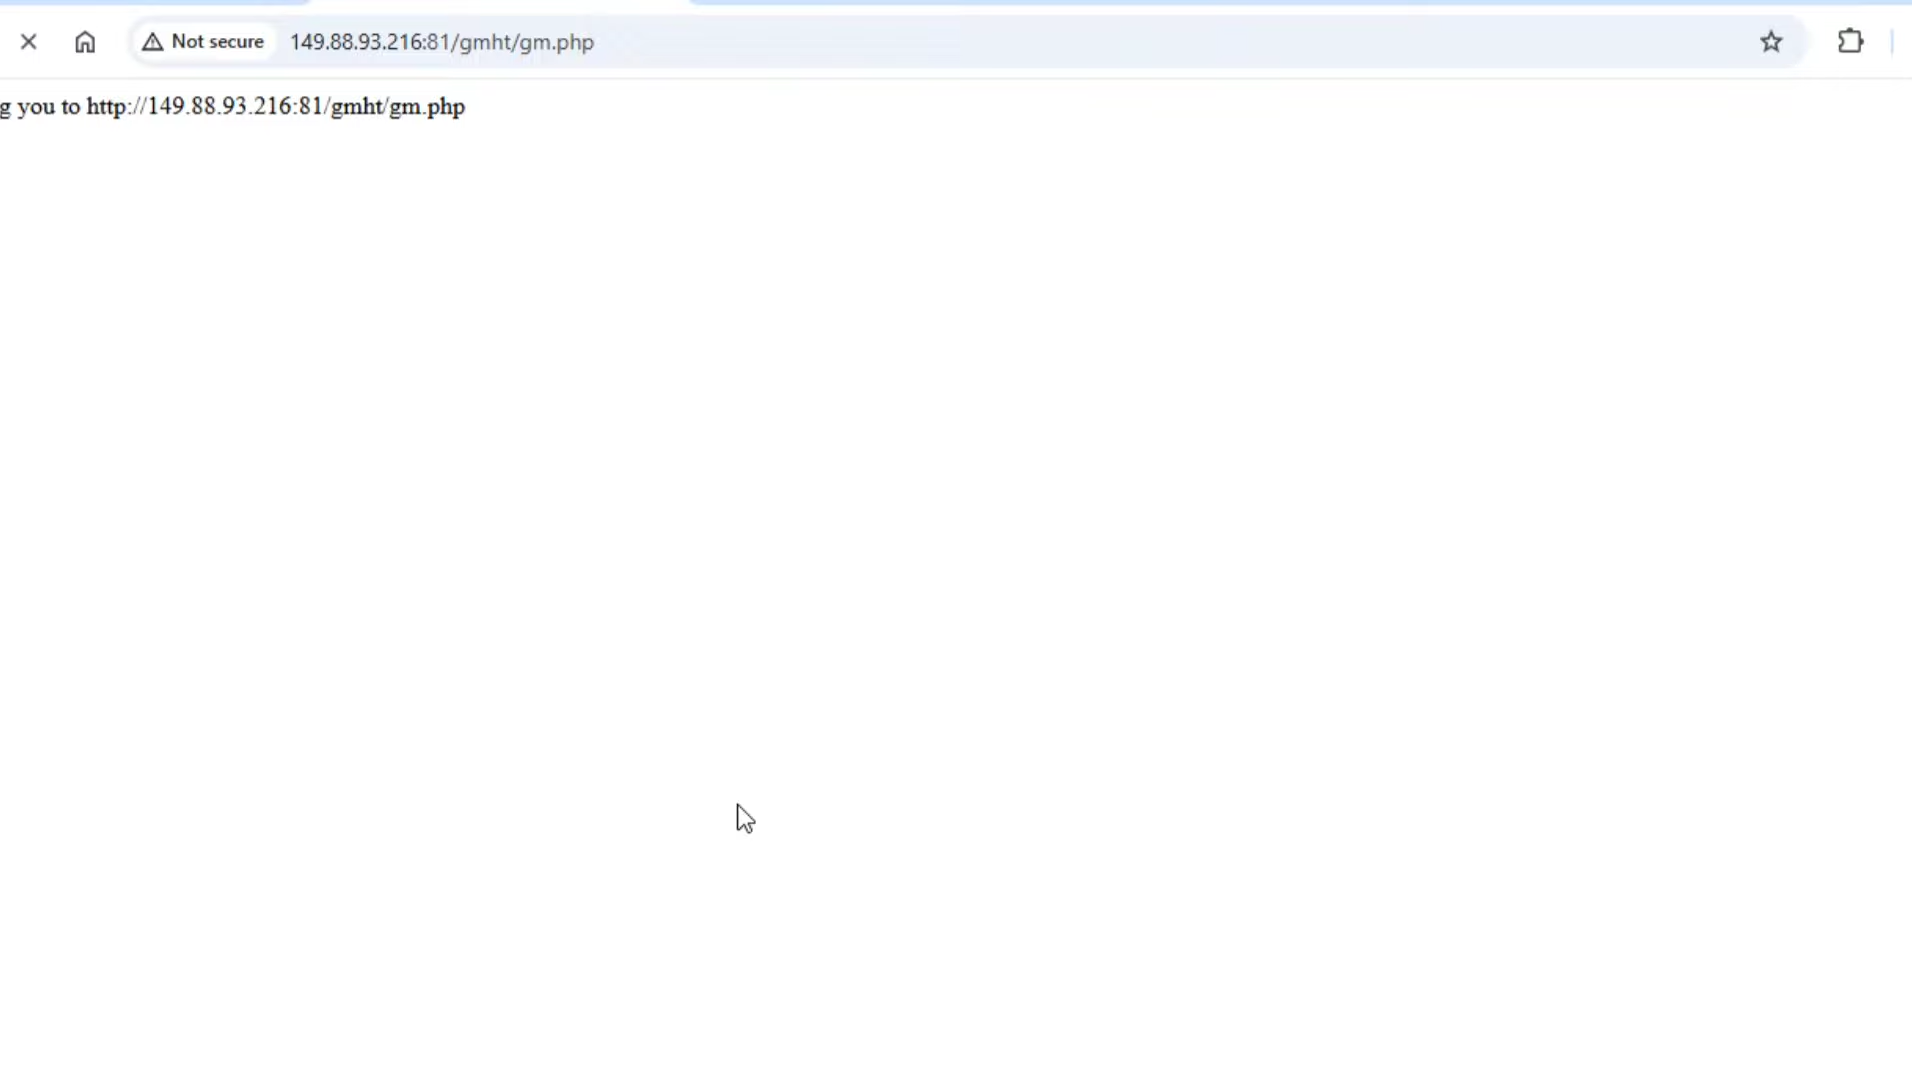 Not secure 149.88.93.216:81/gmht/gm.php
g you to http://149.88.93.216:81/gmht/gm.php